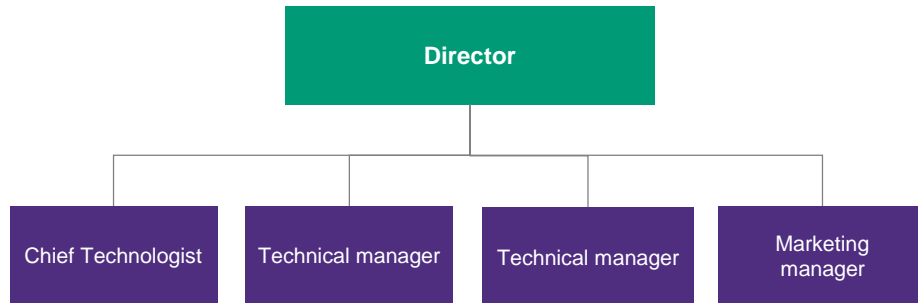 Director
Chief Technologist
Technical manager
Technical manager
Marketing
manager